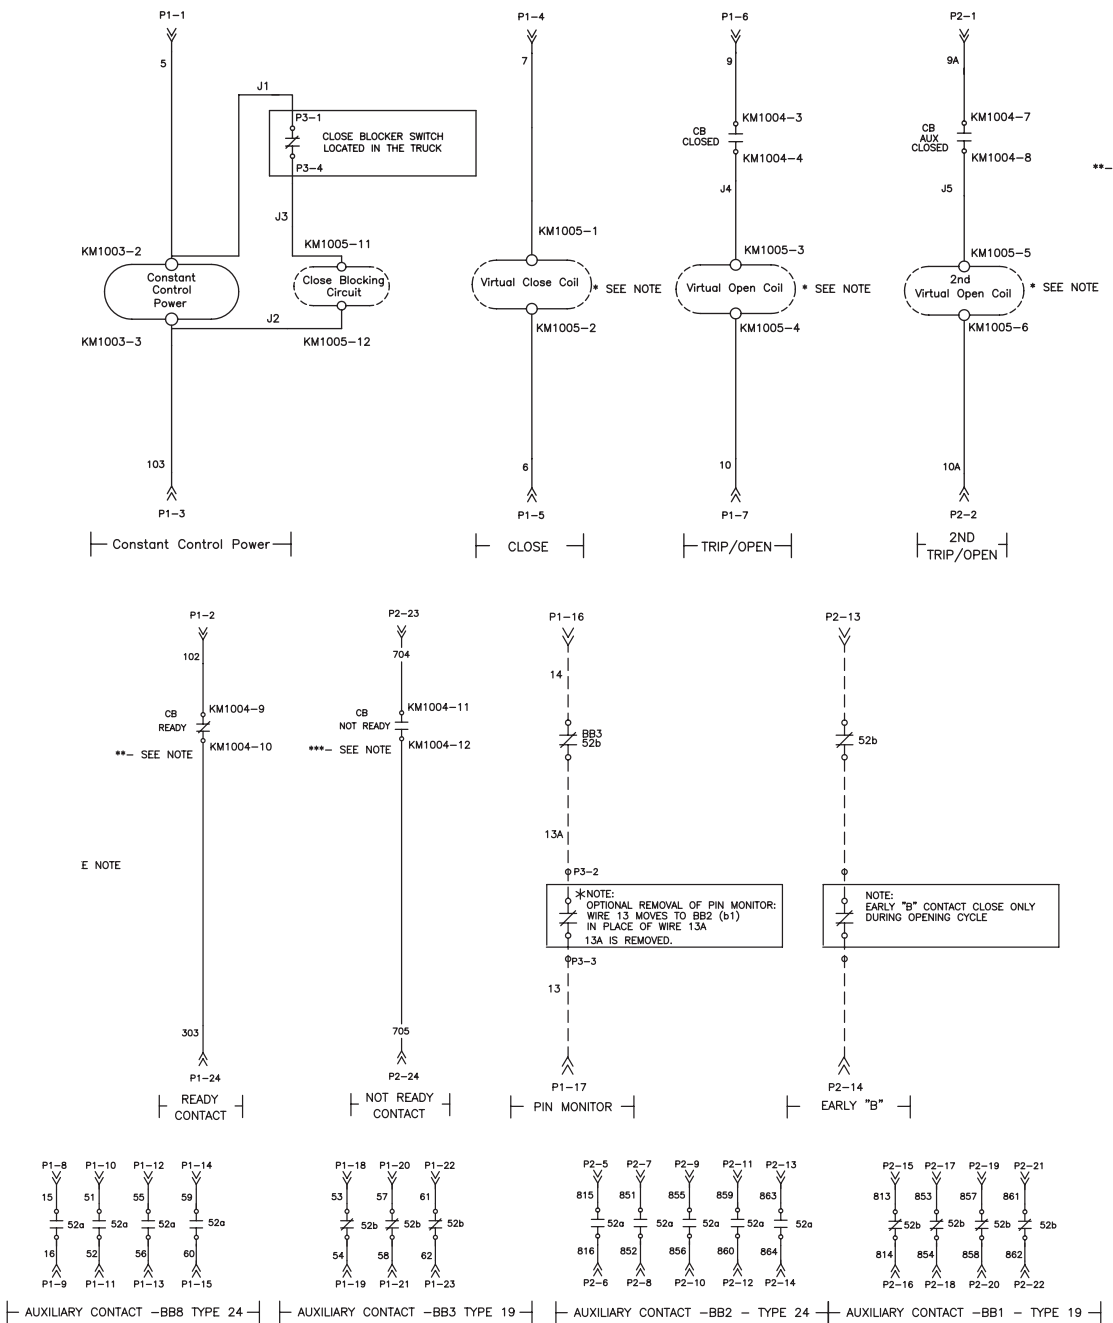 P1-1
P1-4
P1-6
P2-1
5
7
9
9A
J1
P3-1
CLOSE BLOCKER SWITCH
LOCATED IN THE TRUCK
P3-4
KM1004-3
CB
CLOSED
KM1004-4
KM1004-7
CB
AUX
CLOSED
KM1004-8
**-
J3
J4
J5
KM1003-2
KM1005-11
KM1005-1
KM1005-3
KM1005-5
Constant
Control
Power
Close Blocking
Circuit
Virtual Close Coil
* SEE NOTE
Virtual Open Coil
* SEE NOTE
2nd
Virtual Open Coil
* SEE NOTE
J2
KM1003-3
KM1005-12
KM1005-2
KM1005-4
KM1005-6
103
6
10
10A
P1-3
P1-5
P1-7
P2-2
Constant Control Power
CLOSE
TRIP/OPEN
2ND
TRIP/OPEN
P1-2
P2-23
P1-16
P2-13
102
704
14
CB
READY
KM1004-9
KM1004-10
**- SEE NOTE
CB
NOT READY
KM1004-11
KM1004-12
***- SEE NOTE
BB3
52b
52b
13A
E NOTE
P3-2
*NOTE:
OPTIONAL REMOVAL OF PIN MONITOR:
WIRE 13 MOVES TO BB2 (b1)
IN PLACE OF WIRE 13A
13A IS REMOVED.
NOTE:
EARLY "B" CONTACT CLOSE ONLY
DURING OPENING CYCLE
P3-3
13
303
705
P1-24
P2-24
P1-17
P2-14
READY
CONTACT
NOT READY
CONTACT
PIN MONITOR
EARLY "B"
P1-8 P1-10 P1-12 P1-14
15 51 55 59
52a 52a 52a 52a
16 52 56 60
P1-9 P1-11 P1-13 P1-15
AUXILIARY CONTACT -BB8 TYPE 24
P1-18 P1-20 P1-22
53 57 61
52b 52b 52b
54 58 62
P1-19 P1-21 P1-23
AUXILIARY CONTACT -BB3 TYPE 19
P2-5 P2-7 P2-9 P2-11 P2-13
815 851 855 859 863
52a 52a 52a 52a 52a
816 852 856 860 864
P2-6 P2-8 P2-10 P2-12 P2-14
AUXILIARY CONTACT -BB2 - TYPE 24
P2-15 P2-17 P2-19 P2-21
813 853 857 861
52b 52b 52b 52b
814 854 858 862
P2-16 P2-18 P2-20 P2-22
AUXILIARY CONTACT -BB1 - TYPE 19